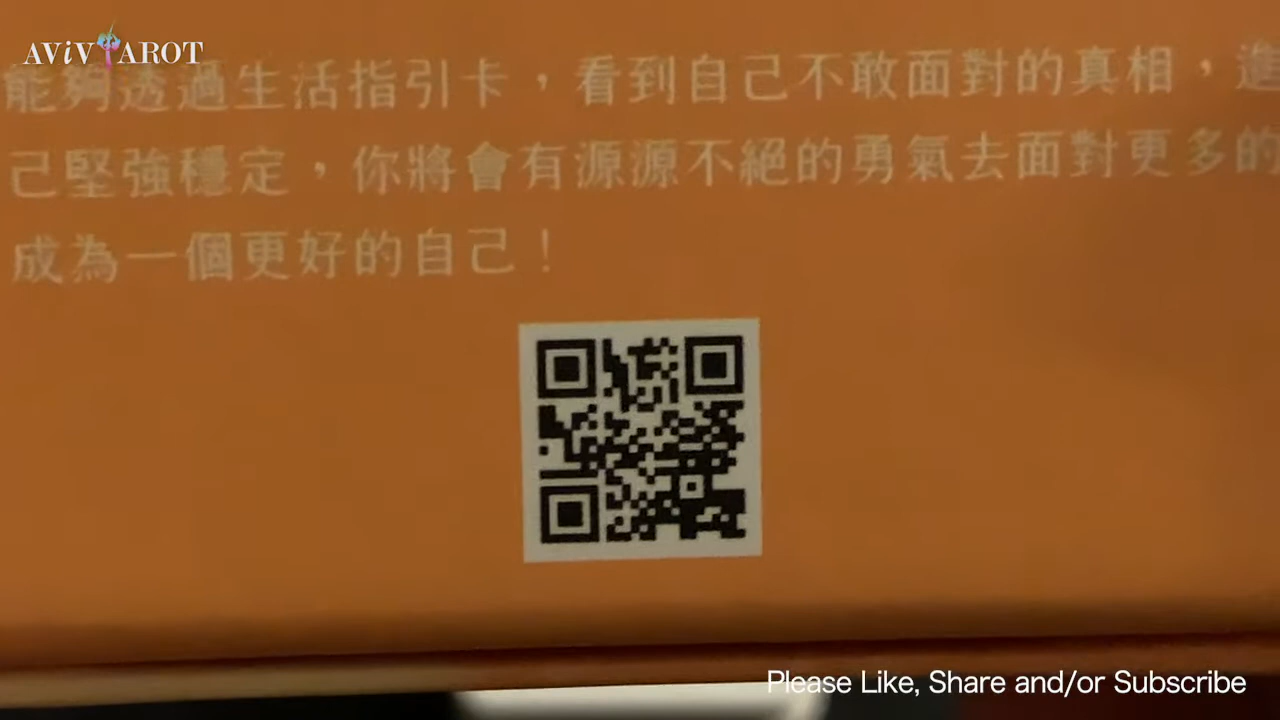 AViV TAROT
能夠透過生活指引卡，看到自己不敢面對的真相，進
己堅強穩定，你將會有源源不絕的勇氣去面對更多的
成為一個更好的自己！
Please Like, Share and/or Subscribe